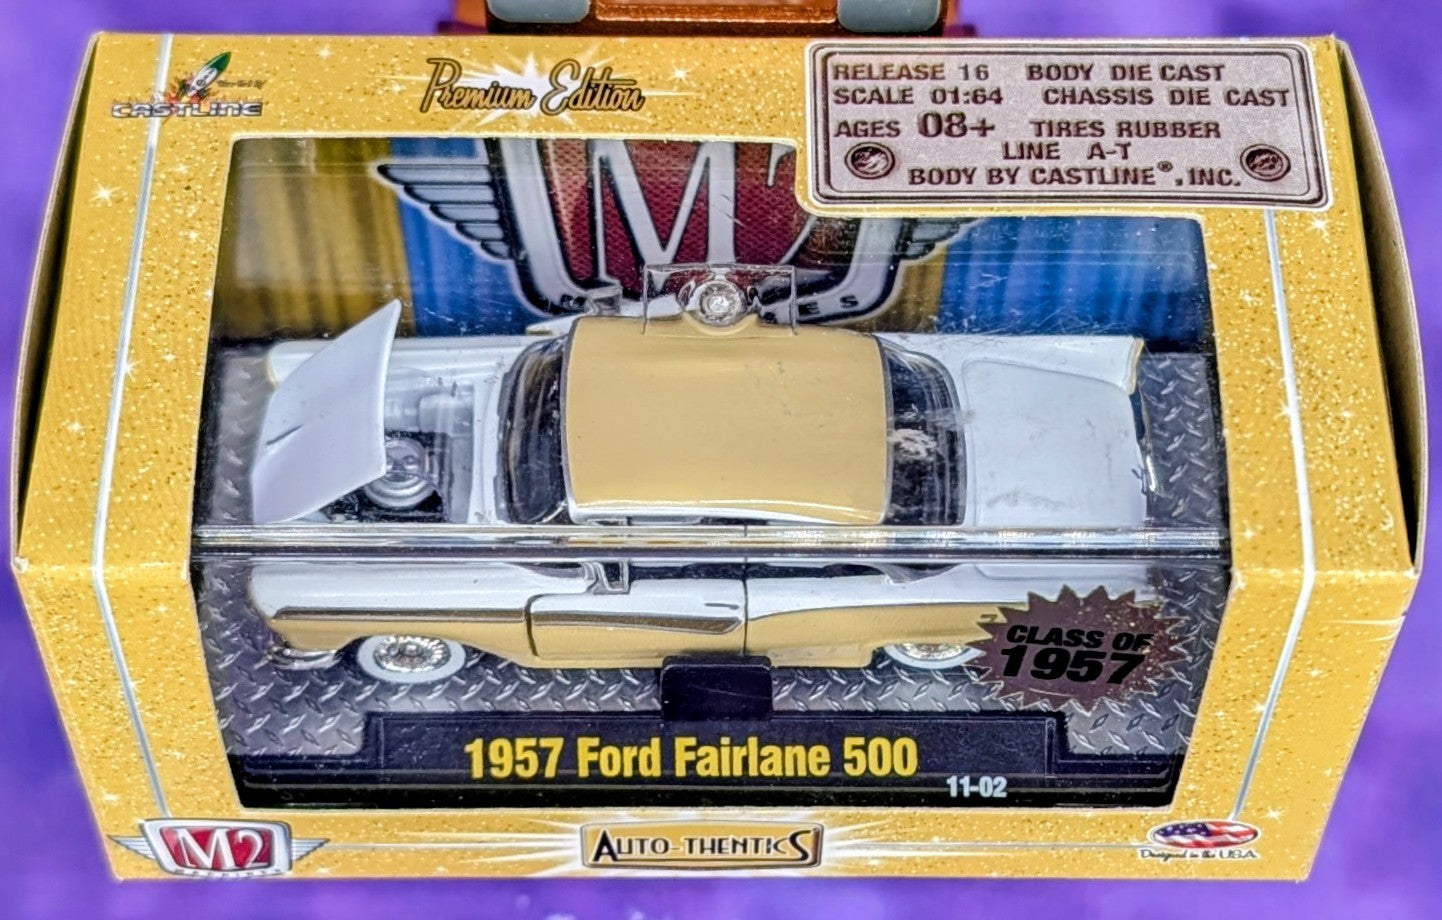 CASTLINE
Premium Edition
RELEASE 16 BODY DIE CAST
SCALE 01:64 CHASSIS DIE CAST
AGES 08+ TIRES RUBBER
LINE A-T
BODY BY CASTLINE®, INC.
M2
CLASS OF
1957
1957 Ford Fairlane 500
11-02
M2
MACHINES
AUTO-THENTICS
Designed in the USA